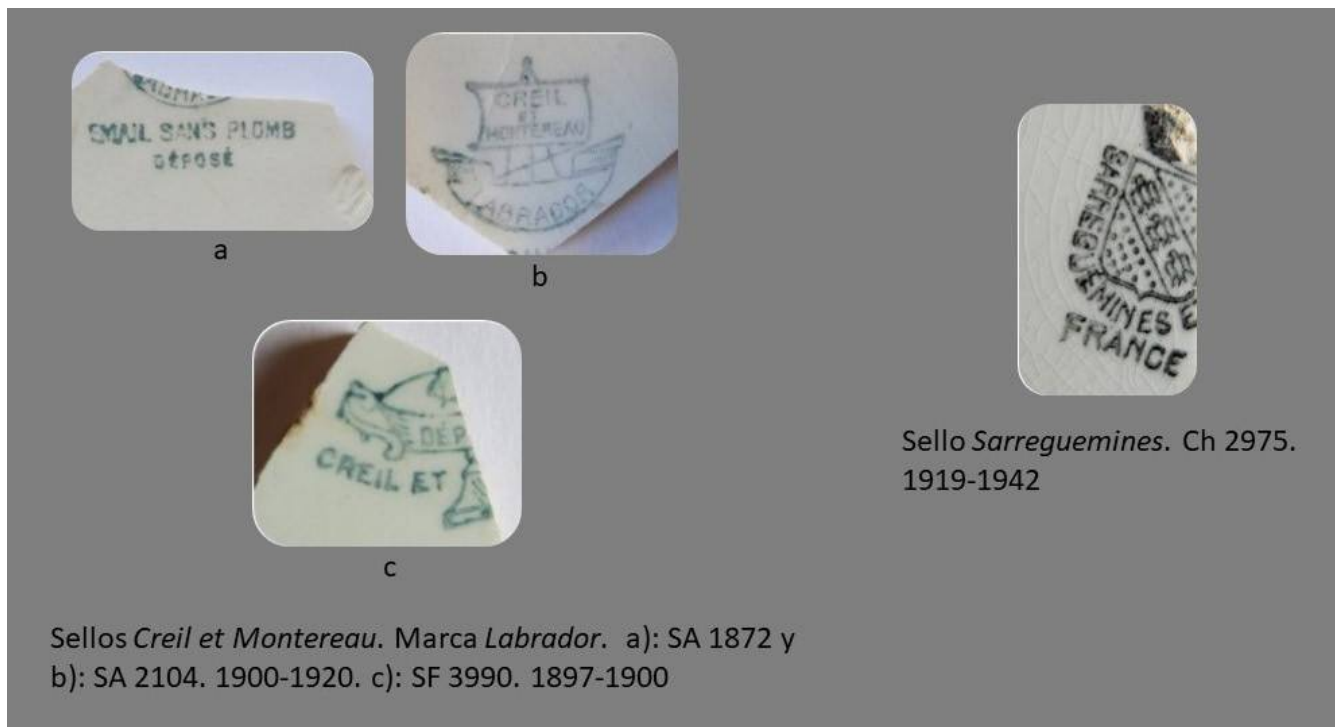 EMAIL SANS PLOMB
DÉPOSÉ
a
CREIL
ET
MONTEREAU
LABRADOR
b
SARREGUEMINES
FRANCE
CREIL ET
c
Sello Sarreguemines. Ch 2975.
1919-1942
Sellos Creil et Montereau. Marca Labrador. a): SA 1872 y
b): SA 2104. 1900-1920. c): SF 3990. 1897-1900